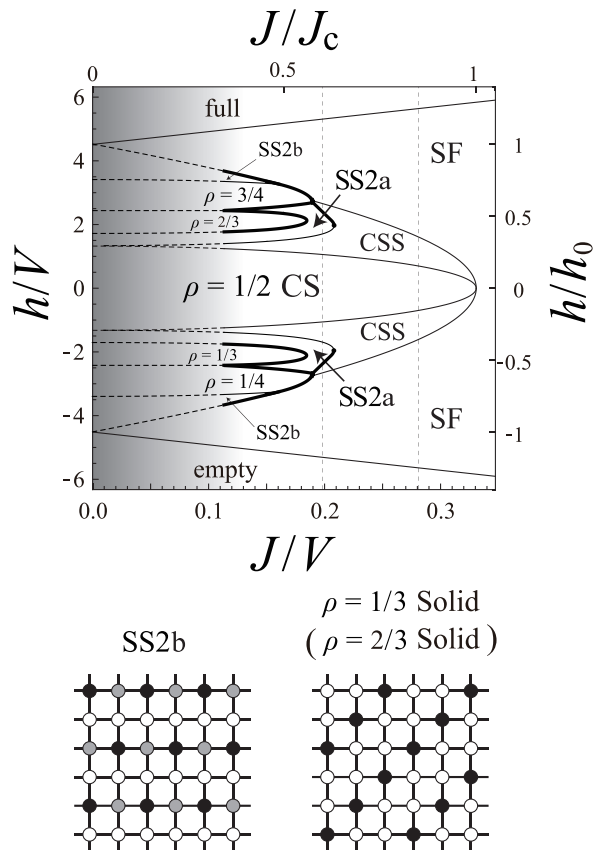 J/J_c
0 0.5 1
6
full
SS2b
SF
4
1
ρ = 3/4
SS2a
ρ = 2/3
0.5
2
CSS
h/V
0
ρ = 1/2 CS
0
h/h_0
CSS
-2
ρ = 1/3
-0.5
ρ = 1/4
SS2a
-4
SS2b
SF
-1
empty
-6
0.0 0.1 0.2 0.3
J/V
ρ = 1/3 Solid
SS2b
( ρ = 2/3 Solid )